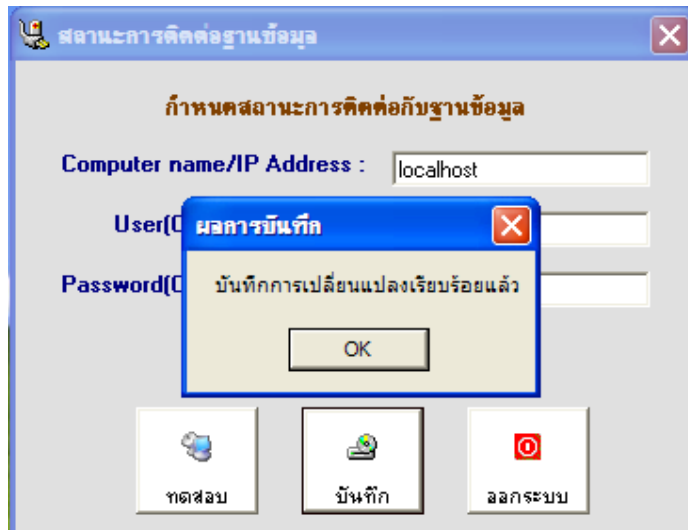 สถานะการติดต่อฐานข้อมูล
กำหนดสถานะการติดต่อกับฐานข้อมูล
Computer name/IP Address :
localhost
User(
ผลการบันทึก
Password(
บันทึกการเปลี่ยนแปลงเรียบร้อยแล้ว
OK
ทดสอบ
บันทึก
ออกระบบ